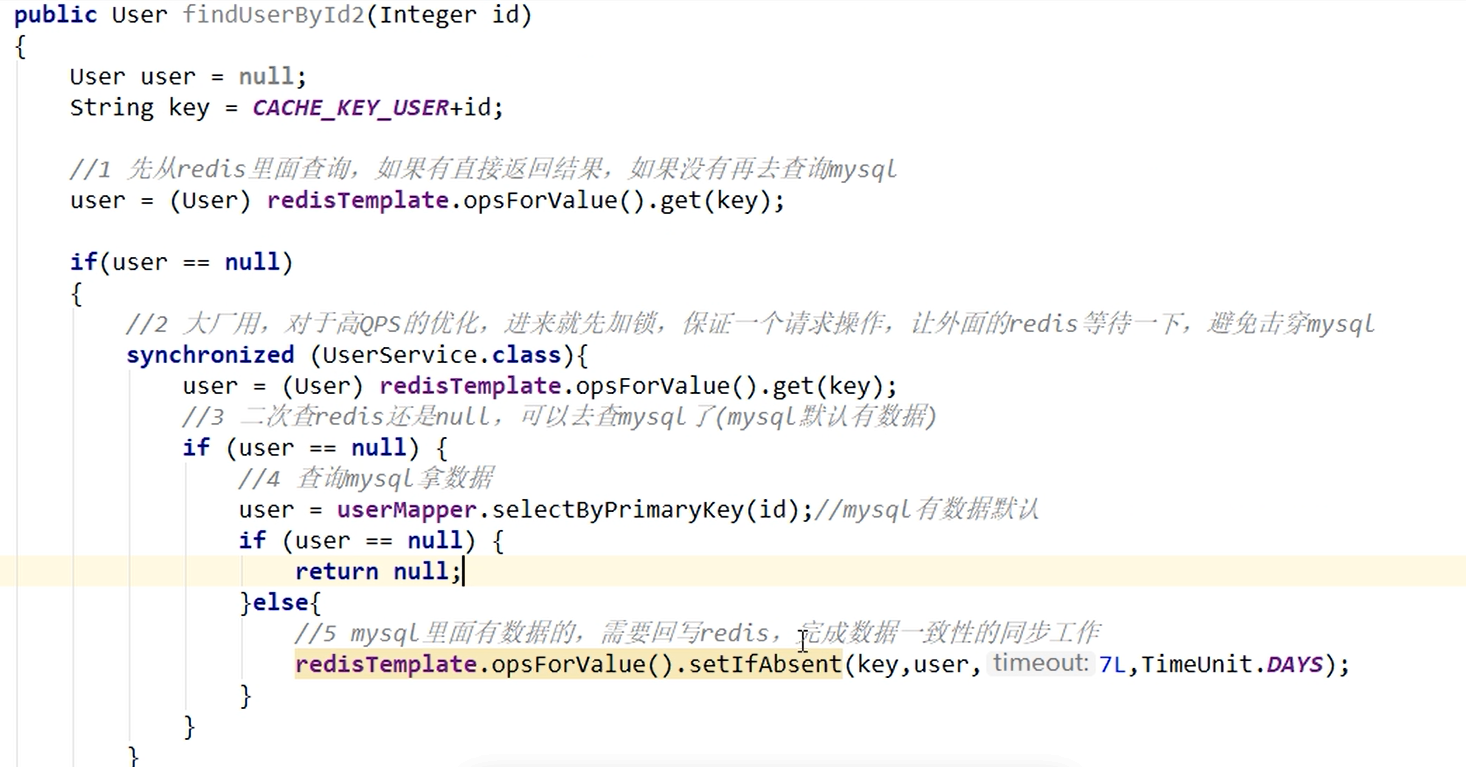 public User findUserById2(Integer id)
{
User user = null;
String key = CACHE_KEY_USER+id;
//1 先从redis里面查询，如果有直接返回结果，如果没有再去查询mysql
user = (User) redisTemplate.opsForValue().get(key);
if(user == null)
{
//2 大厂用，对于高QPS的优化，进来就先加锁，保证一个请求操作，让外面的redis等待一下，避免击穿mysql
synchronized (UserService.class){
user = (User) redisTemplate.opsForValue().get(key);
//3 二次查redis还是null，可以去查mysql了(mysql默认有数据)
if (user == null) {
//4 查询mysql拿数据
user = userMapper.selectByPrimaryKey(id);//mysql有数据默认
if (user == null) {
return null;
}else{
//5 mysql里面有数据的，需要回写redis，完成数据一致性的同步工作
redisTemplate.opsForValue().setIfAbsent(key,user, timeout: 7L,TimeUnit.DAYS);
}
}
}